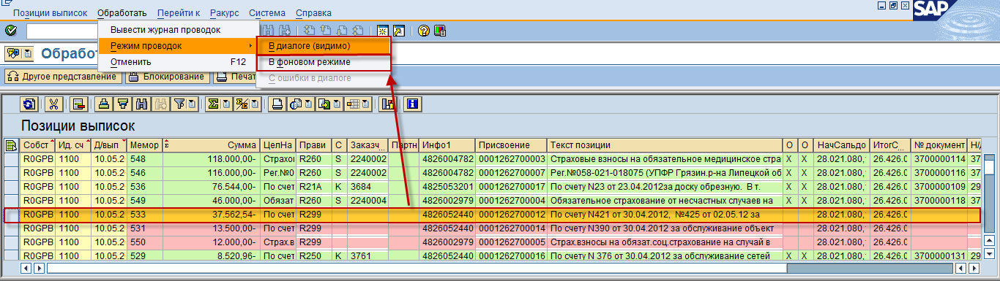 Позиции выписок Обработать Перейти к Ракурс Система Справка
SAP
Вывести журнал проводок
Режим проводок
Отменить F12
В диалоге (видимо)
В фоновом режиме
С ошибки в диалоге
Обрабо
Другое представление Блокирование Печат
Позиции выписок
Собст Ид. сч Д/вып Мемор Сумма ЦелНа Прави С Заказч Партн Инфо1 Присвоение Текст позиции О О НачСальдо ИтогС... № документ Н/
R0GPB 1100 10.05.2 548 118.000,00- Страхо R260 S 2240002 4826004782 0001262700003 Страховые взносы на обязательное медицинское стра X X 28.021.080, 26.426.0 3700000114 37
R0GPB 1100 10.05.2 546 116.000,00- Рег.№0 R260 S 2240002 4826004782 0001262700007 Рег.№058-021-018075 (УПФР Грязин.р-на Липецкой об X X 28.021.080, 26.426.0 3700000116 37
R0GPB 1100 10.05.2 536 76.544,00- По счет R21A K 3684 4825053201 0001262700017 По счету N23 от 23.04.2012за доску обрезную. В т. X X 28.021.080, 26.426.0 3700000109 29
R0GPB 1100 10.05.2 549 46.000,00- Обязат R260 S 2240004 4826002979 0001262700004 Обязательное страхование от несчастных случаев на X X 28.021.080, 26.426.0 3700000118 37
R0GPB 1100 10.05.2 533 37.562,54- По счет R299 4826052440 0001262700012 По счету N421 от 30.04.2012, №425 от 02.05.12 за 28.021.080, 26.426.0
R0GPB 1100 10.05.2 531 13.500,00- По счет R299 4826052440 0001262700014 По счету N390 от 30.04.2012 за обслуживание объект 28.021.080, 26.426.0
R0GPB 1100 10.05.2 550 12.000,00- Страх.в R299 4826002979 0001262700005 Страх.взносы на обязат.соц.страхование на случай в 28.021.080, 26.426.0
R0GPB 1100 10.05.2 529 8.520,96- По счет R250 K 3761 4826052440 0001262700016 По счету N 376 от 30.04.2012 за обслуживание сетей X X 28.021.080, 26.426.0 3700000131 29